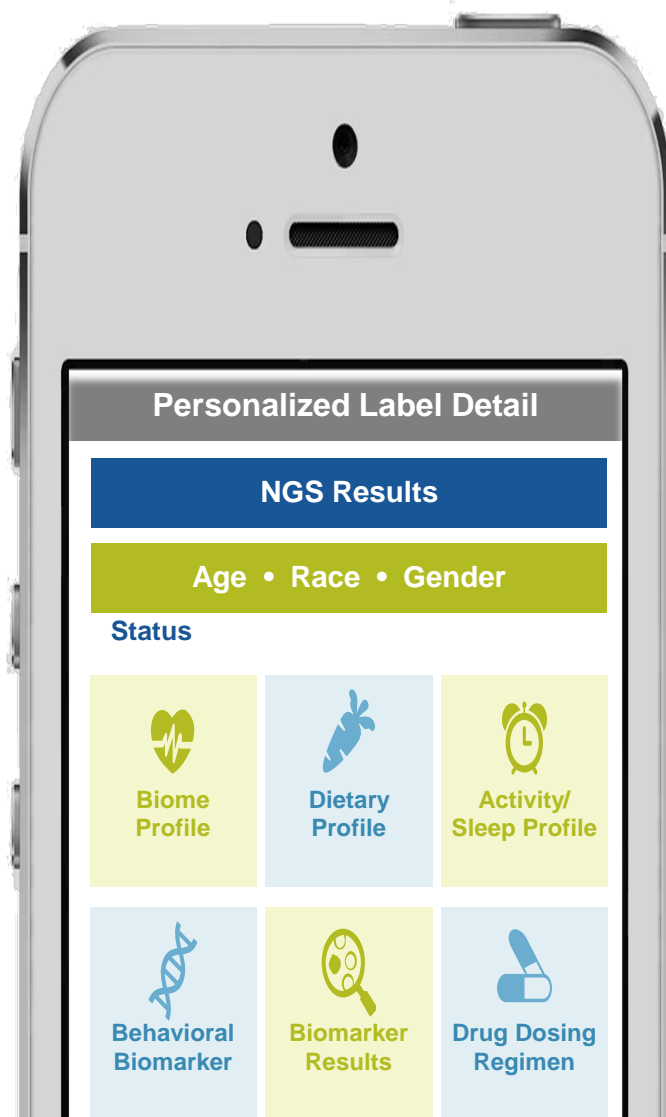 Personalized Label Detail
NGS Results
Age • Race • Gender
Status
Biome
Profile
Dietary
Profile
Activity/
Sleep Profile
Behavioral
Biomarker
Biomarker
Results
Drug Dosing
Regimen